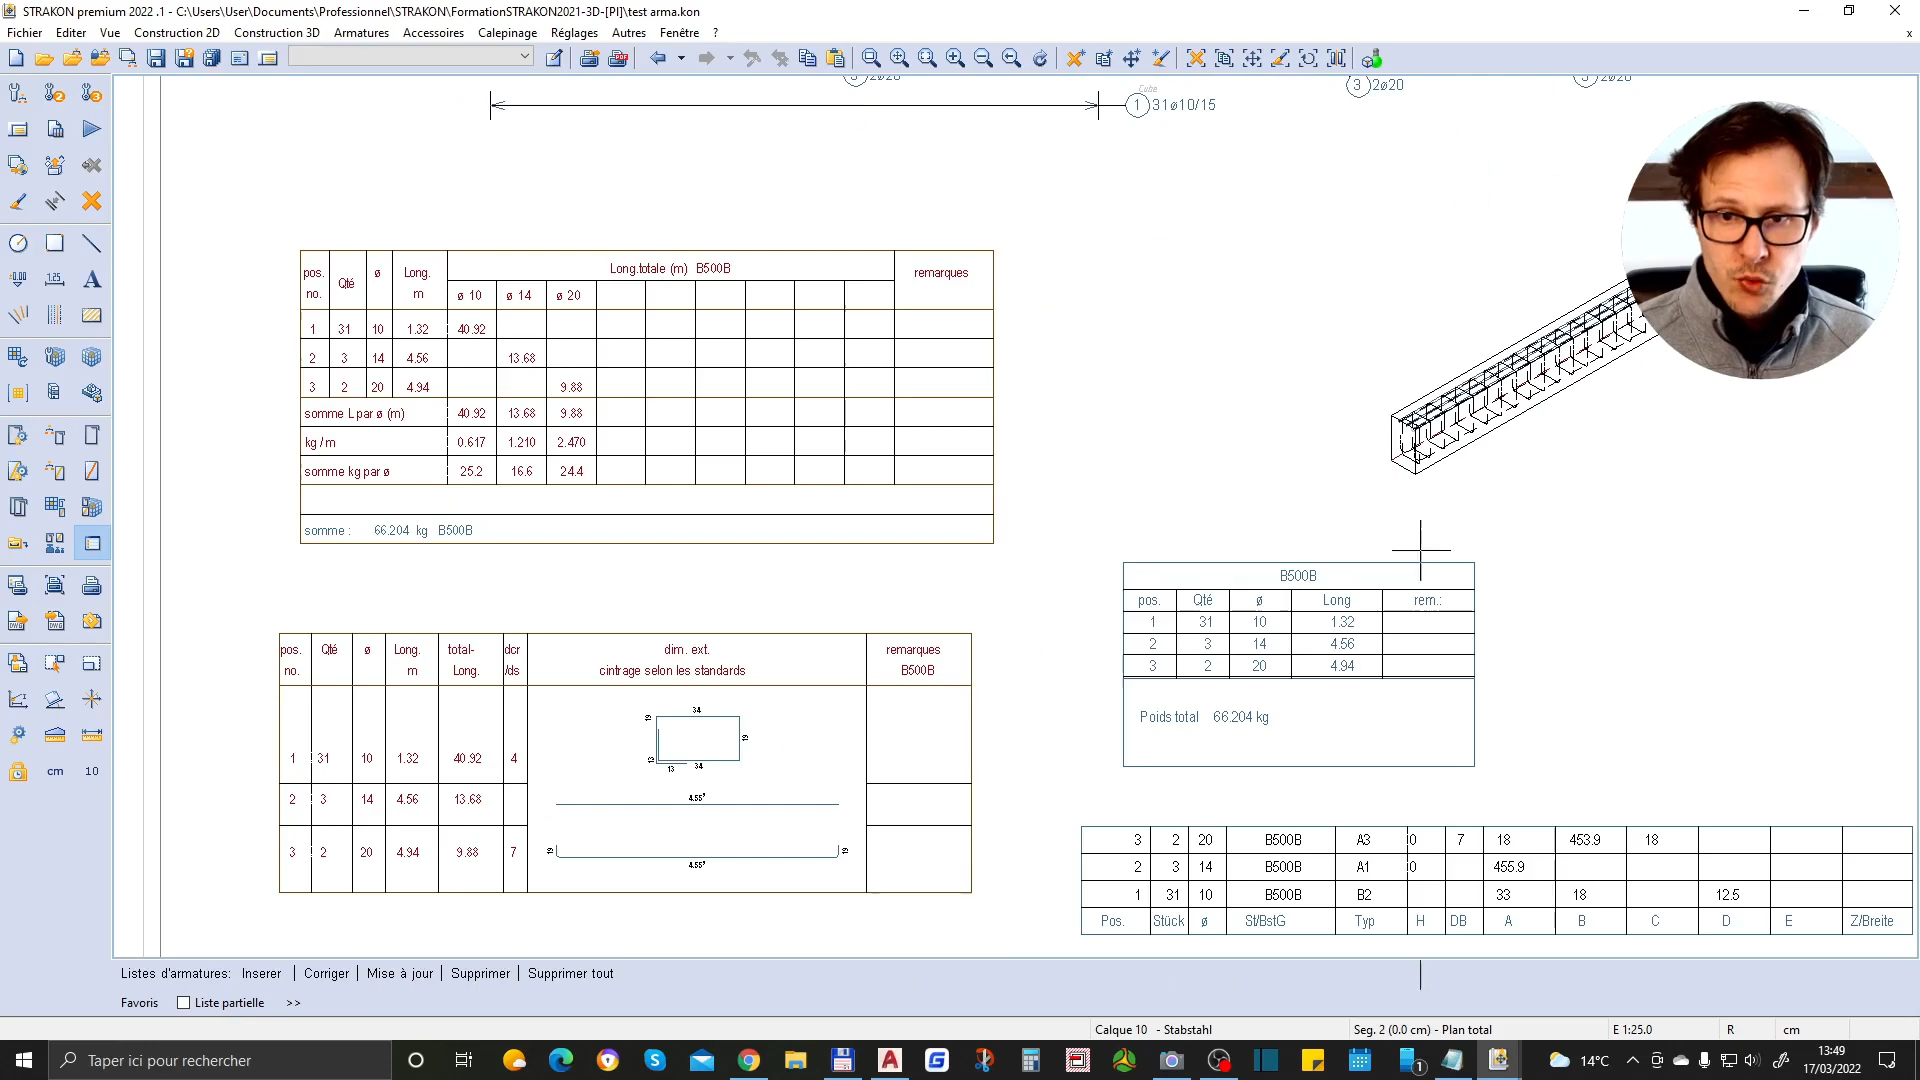 STRAKON premium 2022 .1 - C:\Users\User\Documents\Professionnel\STRAKON\FormationSTRAKON2021-3D-[PI]\test arma.kon
Fichier Editer Vue Construction 2D Construction 3D Armatures Accessoires Calepinage Réglages Autres Fenêtre ?
x
3 2ø20
Cube
1 31ø10/15
pos. no. Qté ø Long. m Long.totale (m) B500B remarques
ø 10 ø 14 ø 20
1 31 10 1.32 40.92
2 3 14 4.56 13.68
3 2 20 4.94 9.88
somme L par ø (m) 40.92 13.68 9.88
kg / m 0.617 1.210 2.470
somme kg par ø 25.2 16.6 24.4
somme : 66.204 kg B500B
B500B
pos. Qté ø Long rem.:
1 31 10 1.32
2 3 14 4.56
3 2 20 4.94
Poids total 66.204 kg
pos. Qté ø Long. total- dcr dim. ext. remarques
no. m Long. /ds cintrage selon les standards B500B
34
19
19
13
13 34
1 31 10 1.32 40.92 4
2 3 14 4.56 13.68
4.55⁹
3 2 20 4.94 9.88 7
19 19
4.55⁹
3 2 20 B500B A3 0 7 18 453.9 18
2 3 14 B500B A1 0 455.9
1 31 10 B500B B2 33 18 12.5
Pos. Stück ø St/BstG Typ H DB A B C D E Z/Breite
1.25
A
cm 10
Listes d'armatures: Inserer | Corriger | Mise à jour | Supprimer | Supprimer tout
Favoris Liste partielle >>
Calque 10 - Stabstahl Seg. 2 (0.0 cm) - Plan total E 1:25.0 R cm
Taper ici pour rechercher
14°C
13:49
17/03/2022